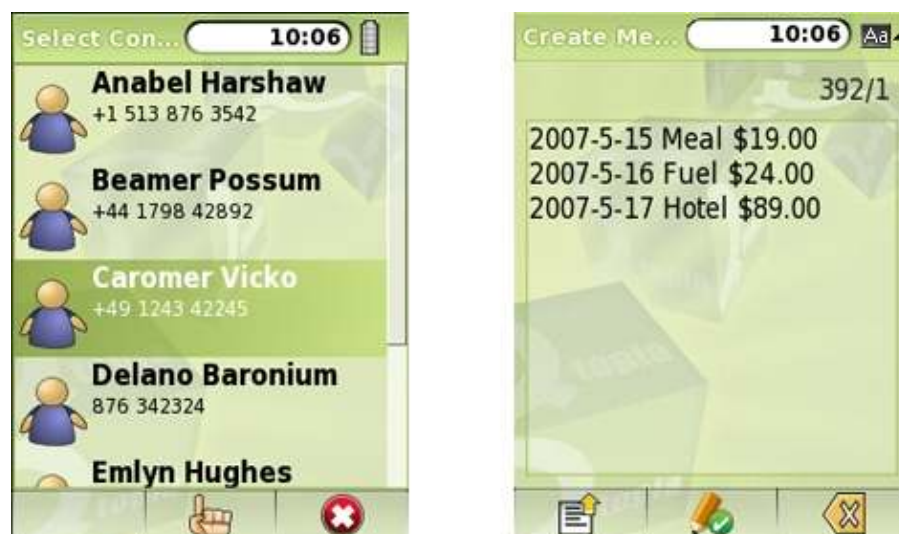 Select Con...
10:06
Anabel Harshaw
+1 513 876 3542
Beamer Possum
+44 1798 42892
Caromer Vicko
+49 1243 42245
Delano Baronium
876 342324
Emlyn Hughes
Create Me...
10:06
Aa
392/1
2007-5-15 Meal $19.00
2007-5-16 Fuel $24.00
2007-5-17 Hotel $89.00